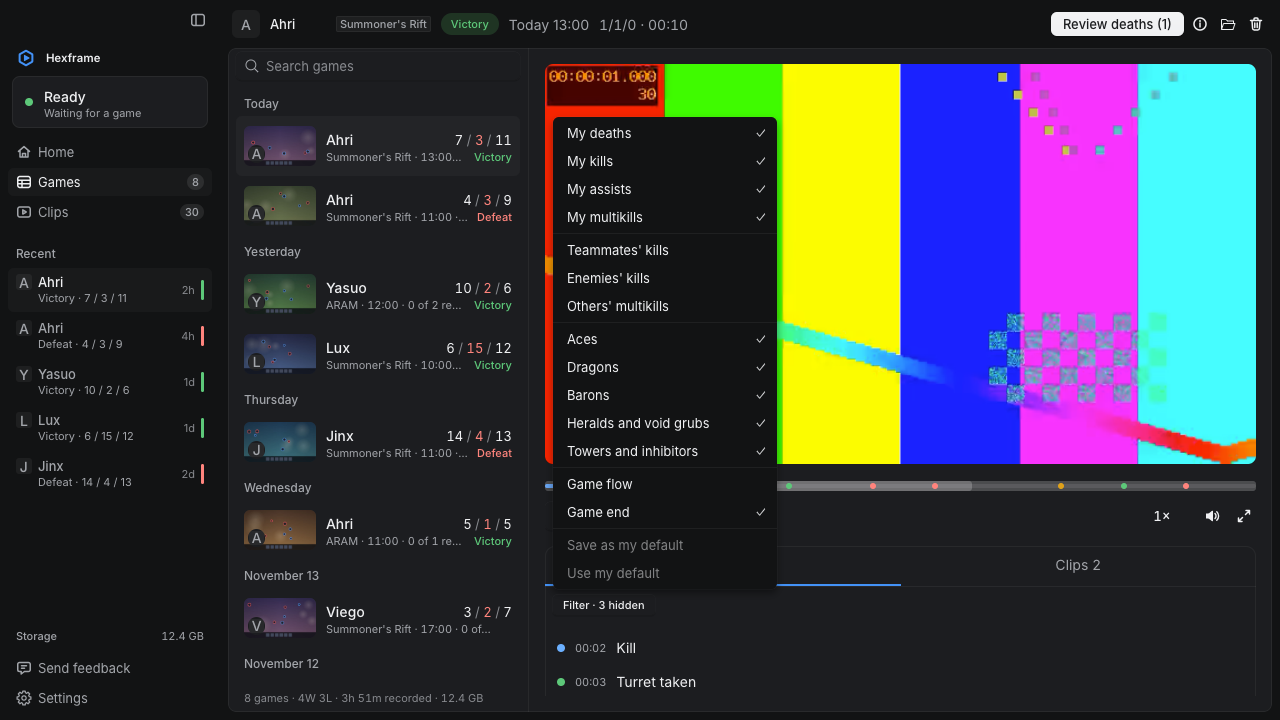 Hexframe
Ready
Waiting for a game
Home
Games 8
Clips 30
Recent
A Ahri
Victory · 7 / 3 / 11 2h
A Ahri
Defeat · 4 / 3 / 9 4h
Y Yasuo
Victory · 10 / 2 / 6 1d
L Lux
Victory · 6 / 15 / 12 1d
J Jinx
Defeat · 14 / 4 / 13 2d
Storage 12.4 GB
Send feedback
Settings
A Ahri Summoner's Rift Victory Today 13:00 1/1/0 · 00:10 Review deaths (1)
Search games
Today
A Ahri 7 / 3 / 11
Summoner's Rift · 13:00... Victory
A Ahri 4 / 3 / 9
Summoner's Rift · 11:00 ·... Defeat
Yesterday
Y Yasuo 10 / 2 / 6
ARAM · 12:00 · 0 of 2 re... Victory
L Lux 6 / 15 / 12
Summoner's Rift · 10:00... Victory
Thursday
J Jinx 14 / 4 / 13
Summoner's Rift · 11:00 ·... Defeat
Wednesday
A Ahri 5 / 1 / 5
ARAM · 11:00 · 0 of 1 re... Victory
November 13
V Viego 3 / 2 / 7
Summoner's Rift · 17:00 · 0 of...
November 12
8 games · 4W 3L · 3h 51m recorded · 12.4 GB
00:00:01.000
30
My deaths
My kills
My assists
My multikills
Teammates' kills
Enemies' kills
Others' multikills
Aces
Dragons
Barons
Heralds and void grubs
Towers and inhibitors
Game flow
Game end
Save as my default
Use my default
1×
Clips 2
Filter · 3 hidden
00:02 Kill
00:03 Turret taken